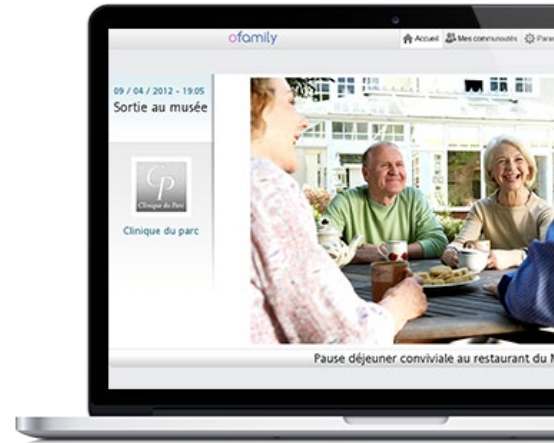 ofamily
Accueil Mes communautés
09 / 04 / 2012 - 19:05
Sortie au musée
CP
Clinique du Parc
Clinique du parc
Pause déjeuner conviviale au restaurant du